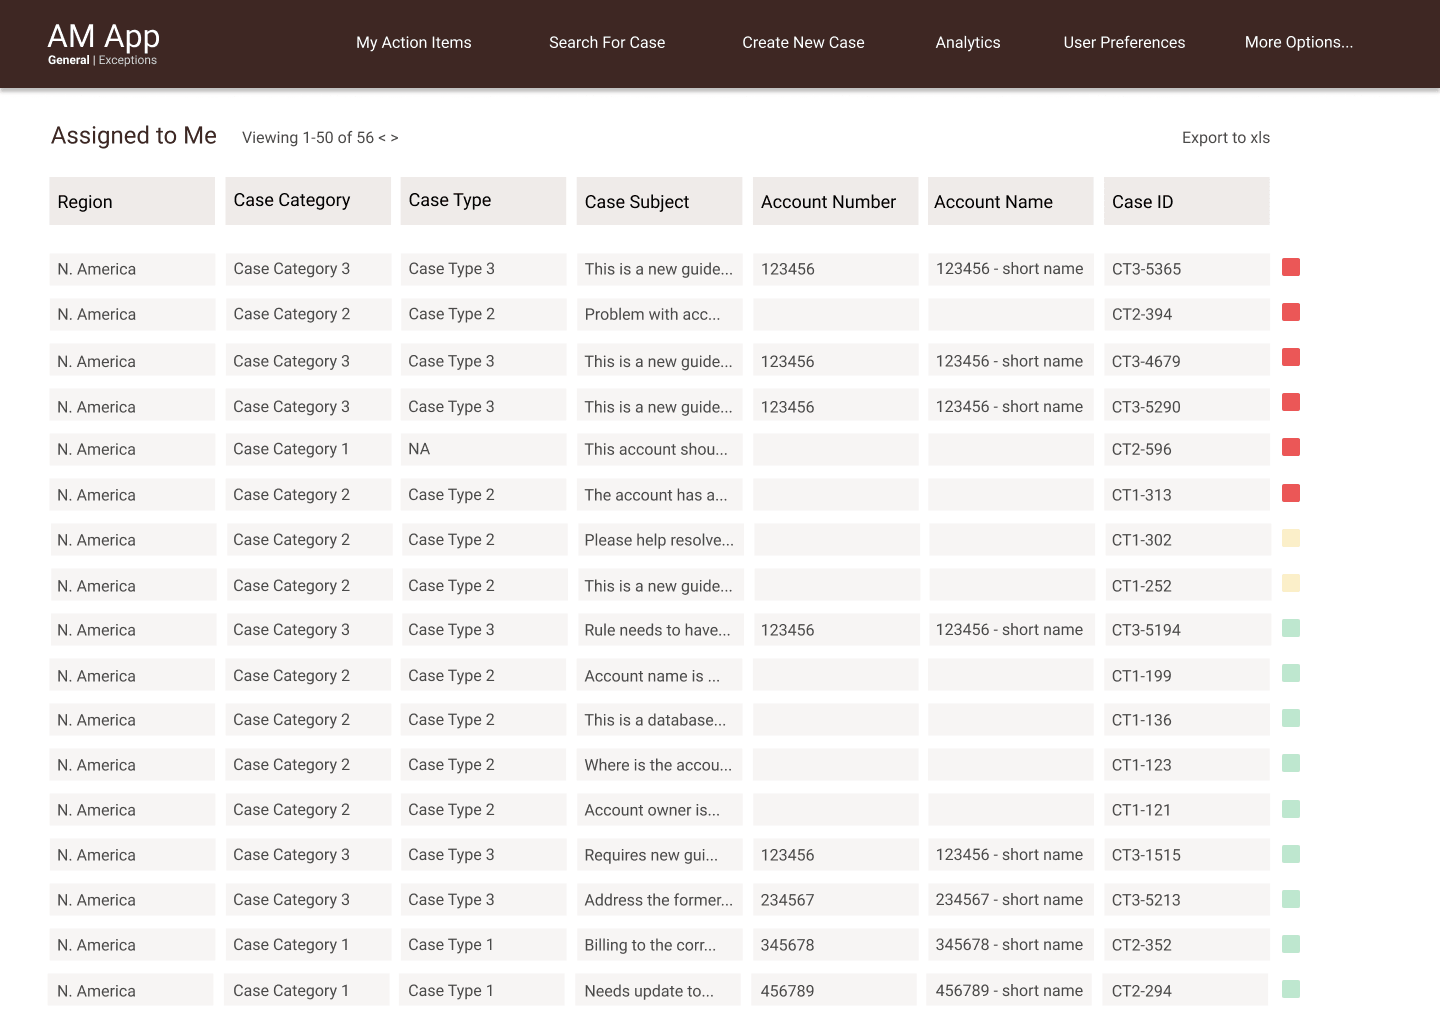 AM App
General | Exceptions
My Action Items Search For Case Create New Case Analytics User Preferences More Options...
Assigned to Me Viewing 1-50 of 56 < > Export to xls
Region Case Category Case Type Case Subject Account Number Account Name Case ID
N. America Case Category 3 Case Type 3 This is a new guide... 123456 123456 - short name CT3-5365
N. America Case Category 2 Case Type 2 Problem with acc... CT2-394
N. America Case Category 3 Case Type 3 This is a new guide... 123456 123456 - short name CT3-4679
N. America Case Category 3 Case Type 3 This is a new guide... 123456 123456 - short name CT3-5290
N. America Case Category 1 NA This account shou... CT2-596
N. America Case Category 2 Case Type 2 The account has a... CT1-313
N. America Case Category 2 Case Type 2 Please help resolve... CT1-302
N. America Case Category 2 Case Type 2 This is a new guide... CT1-252
N. America Case Category 3 Case Type 3 Rule needs to have... 123456 123456 - short name CT3-5194
N. America Case Category 2 Case Type 2 Account name is ... CT1-199
N. America Case Category 2 Case Type 2 This is a database... CT1-136
N. America Case Category 2 Case Type 2 Where is the accou... CT1-123
N. America Case Category 2 Case Type 2 Account owner is... CT1-121
N. America Case Category 3 Case Type 3 Requires new gui... 123456 123456 - short name CT3-1515
N. America Case Category 3 Case Type 3 Address the former... 234567 234567 - short name CT3-5213
N. America Case Category 1 Case Type 1 Billing to the corr... 345678 345678 - short name CT2-352
N. America Case Category 1 Case Type 1 Needs update to... 456789 456789 - short name CT2-294